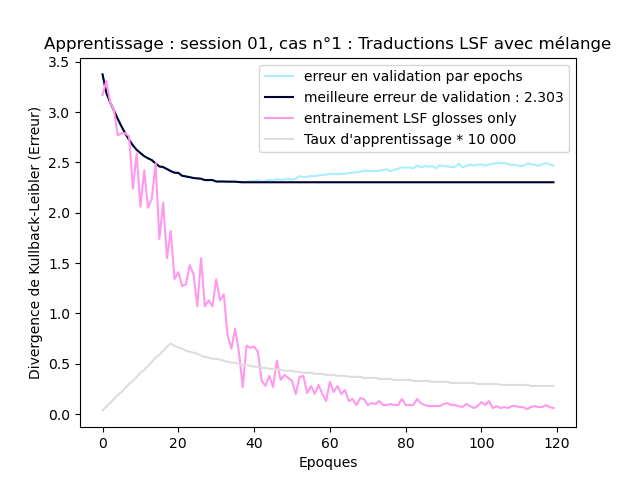 Apprentissage : session 01, cas n°1 : Traductions LSF avec mélange
erreur en validation par epochs
meilleure erreur de validation : 2.303
entrainement LSF glosses only
Taux d'apprentissage * 10 000
Divergence de Kullback-Leibler (Erreur)
3.5
3.0
2.5
2.0
1.5
1.0
0.5
0.0
0 20 40 60 80 100 120
Epoques